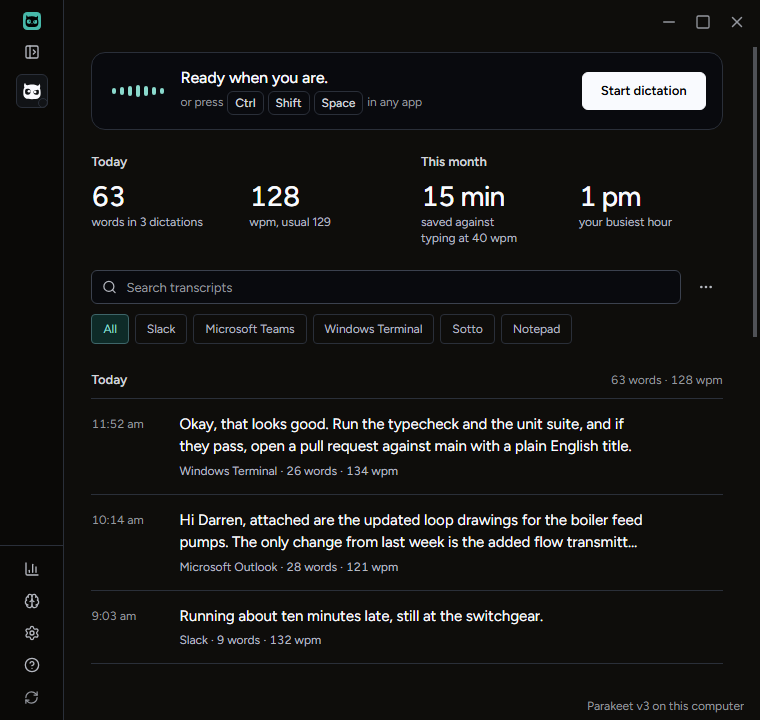 Ready when you are.
or press Ctrl Shift Space in any app
Start dictation
Today
63
words in 3 dictations
128
wpm, usual 129
This month
15 min
saved against
typing at 40 wpm
1 pm
your busiest hour
Search transcripts
All Slack Microsoft Teams Windows Terminal Sotto Notepad
Today 63 words · 128 wpm
11:52 am
Okay, that looks good. Run the typecheck and the unit suite, and if
they pass, open a pull request against main with a plain English title.
Windows Terminal · 26 words · 134 wpm
10:14 am
Hi Darren, attached are the updated loop drawings for the boiler feed
pumps. The only change from last week is the added flow transmitt...
Microsoft Outlook · 28 words · 121 wpm
9:03 am
Running about ten minutes late, still at the switchgear.
Slack · 9 words · 132 wpm
Parakeet v3 on this computer